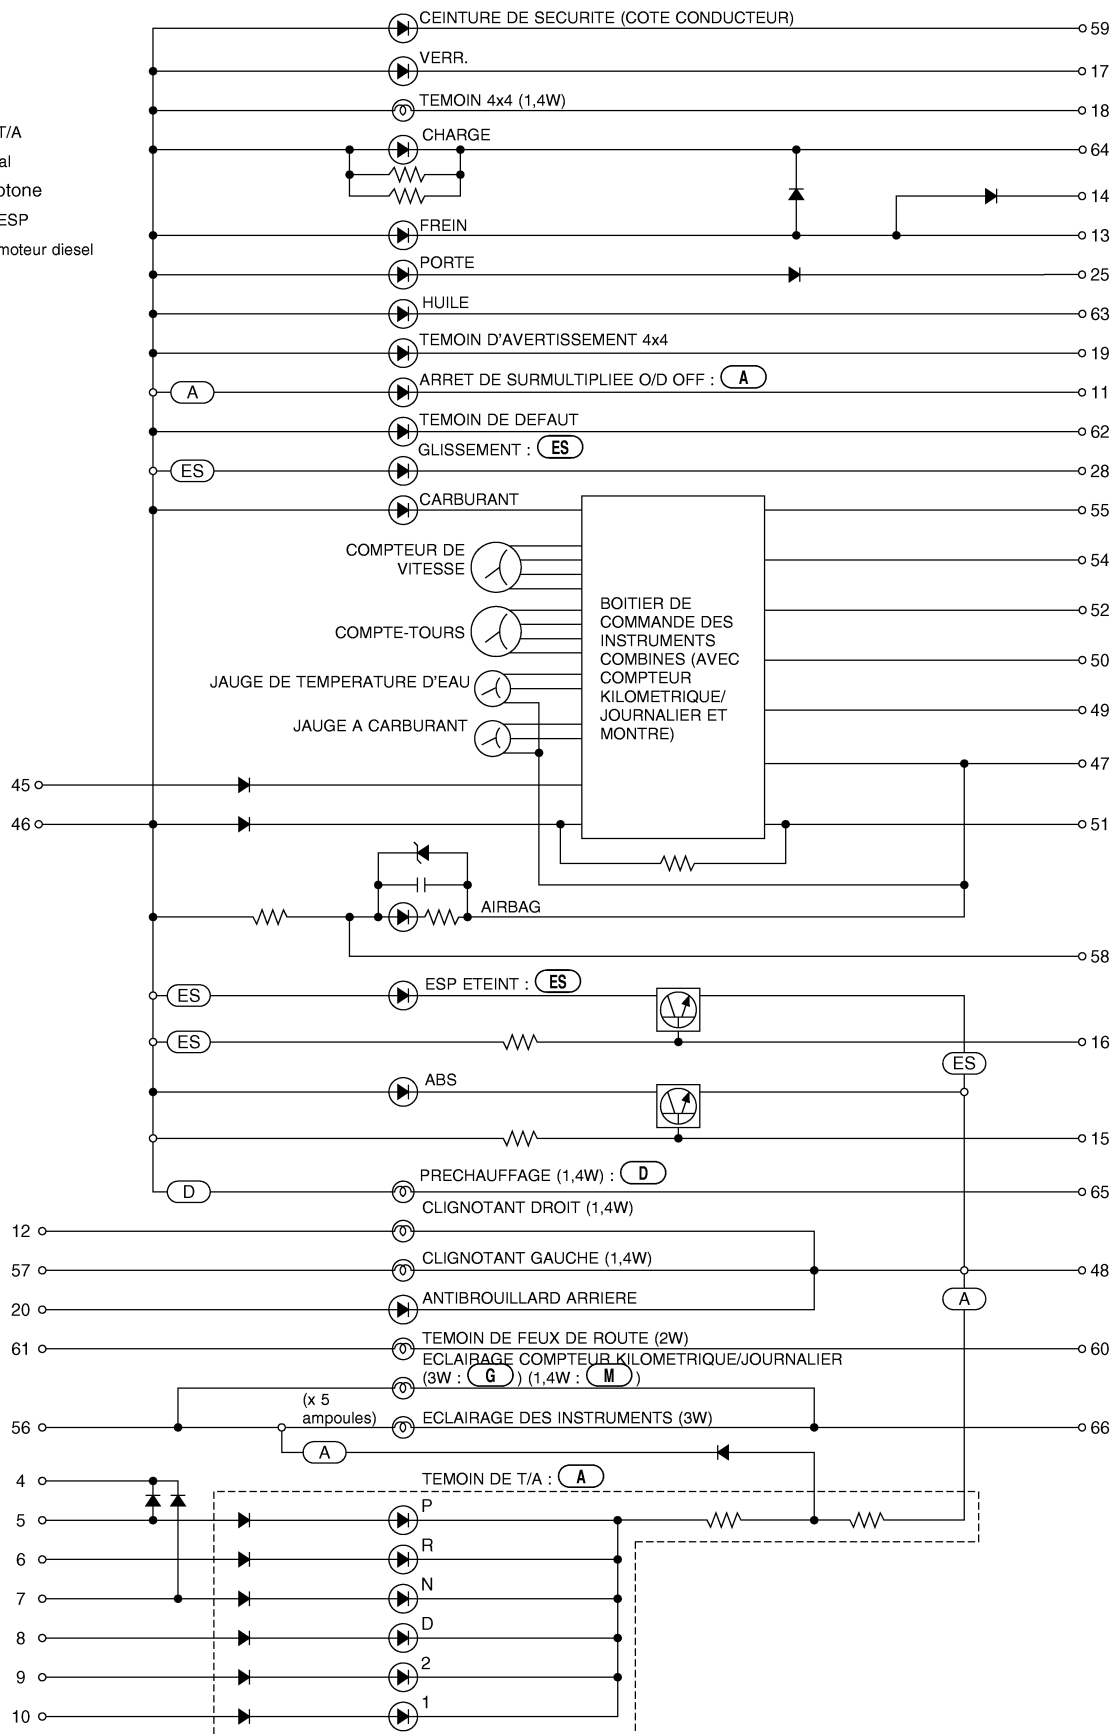 CEINTURE DE SECURITE (COTE CONDUCTEUR)
59
VERR.
17
TEMOIN 4x4 (1,4W)
18
T/A
CHARGE
64
al
otone
14
ESP
FREIN
13
moteur diesel
PORTE
25
HUILE
63
TEMOIN D'AVERTISSEMENT 4x4
19
A
ARRET DE SURMULTIPLIEE O/D OFF : A
11
TEMOIN DE DEFAUT
62
GLISSEMENT : ES
ES
28
CARBURANT
55
COMPTEUR DE
VITESSE
54
BOITIER DE
COMMANDE DES
INSTRUMENTS
COMBINES (AVEC
COMPTEUR
KILOMETRIQUE/
JOURNALIER ET
MONTRE)
52
COMPTE-TOURS
50
JAUGE DE TEMPERATURE D'EAU
49
JAUGE A CARBURANT
47
45
46
51
AIRBAG
58
ESP ETEINT : ES
ES
ES
16
ES
ABS
15
PRECHAUFFAGE (1,4W) : D
D
65
CLIGNOTANT DROIT (1,4W)
12
CLIGNOTANT GAUCHE (1,4W)
57
48
ANTIBROUILLARD ARRIERE
20
A
TEMOIN DE FEUX DE ROUTE (2W)
61
60
ECLAIRAGE COMPTEUR KILOMETRIQUE/JOURNALIER
(3W : G ) (1,4W : M )
(x 5
ampoules)
ECLAIRAGE DES INSTRUMENTS (3W)
56
66
A
TEMOIN DE T/A : A
4
P
5
R
6
N
7
D
8
2
9
1
10